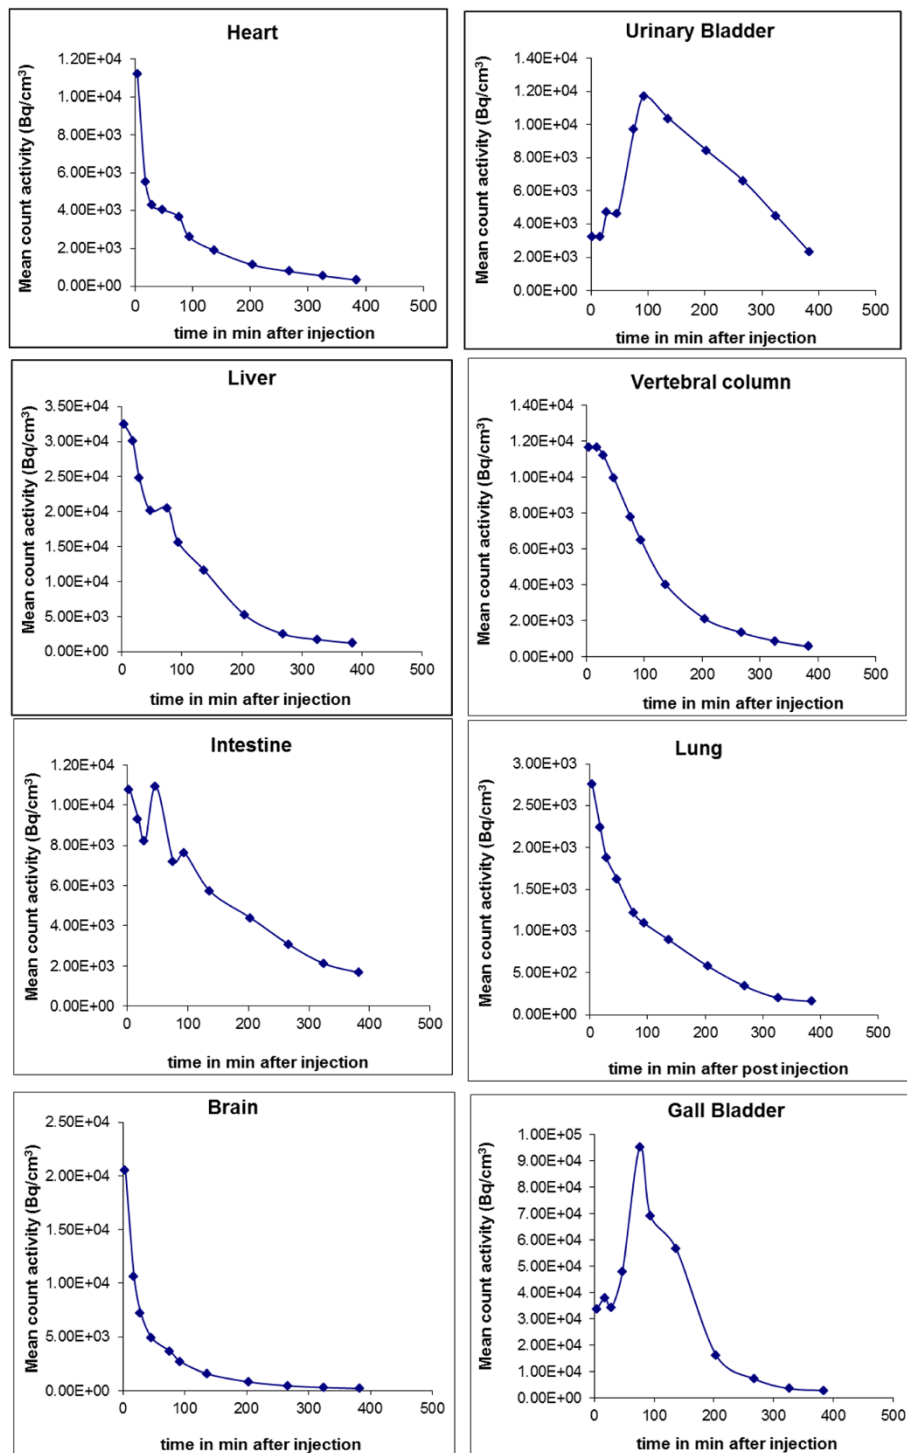 Heart
Mean count activity (Bq/cm³)
1.20E+04
1.00E+04
8.00E+03
6.00E+03
4.00E+03
2.00E+03
0.00E+00
0 100 200 300 400 500
time in min after injection
Urinary Bladder
Mean count activity (Bq/cm³)
1.40E+04
1.20E+04
1.00E+04
8.00E+03
6.00E+03
4.00E+03
2.00E+03
0.00E+00
0 100 200 300 400 500
time in min after injection
Liver
Mean count activity (Bq/cm³)
3.50E+04
3.00E+04
2.50E+04
2.00E+04
1.50E+04
1.00E+04
5.00E+03
0.00E+00
0 100 200 300 400 500
time in min after injection
Vertebral column
Mean count activity (Bq/cm³)
1.40E+04
1.20E+04
1.00E+04
8.00E+03
6.00E+03
4.00E+03
2.00E+03
0.00E+00
0 100 200 300 400 500
time in min after injection
Intestine
Mean count activity (Bq/cm³)
1.20E+04
1.00E+04
8.00E+03
6.00E+03
4.00E+03
2.00E+03
0.00E+00
0 100 200 300 400 500
time in min after injection
Lung
Mean count activity (Bq/cm³)
3.00E+03
2.50E+03
2.00E+03
1.50E+03
1.00E+03
5.00E+02
0.00E+00
0 100 200 300 400 500
time in min after post injection
Brain
Mean count activity (Bq/cm³)
2.50E+04
2.00E+04
1.50E+04
1.00E+04
5.00E+03
0.00E+00
0 100 200 300 400 500
time in min after injection
Gall Bladder
Mean count activity (Bq/cm³)
1.00E+05
9.00E+04
8.00E+04
7.00E+04
6.00E+04
5.00E+04
4.00E+04
3.00E+04
2.00E+04
1.00E+04
0.00E+00
0 100 200 300 400 500
time in min after injection